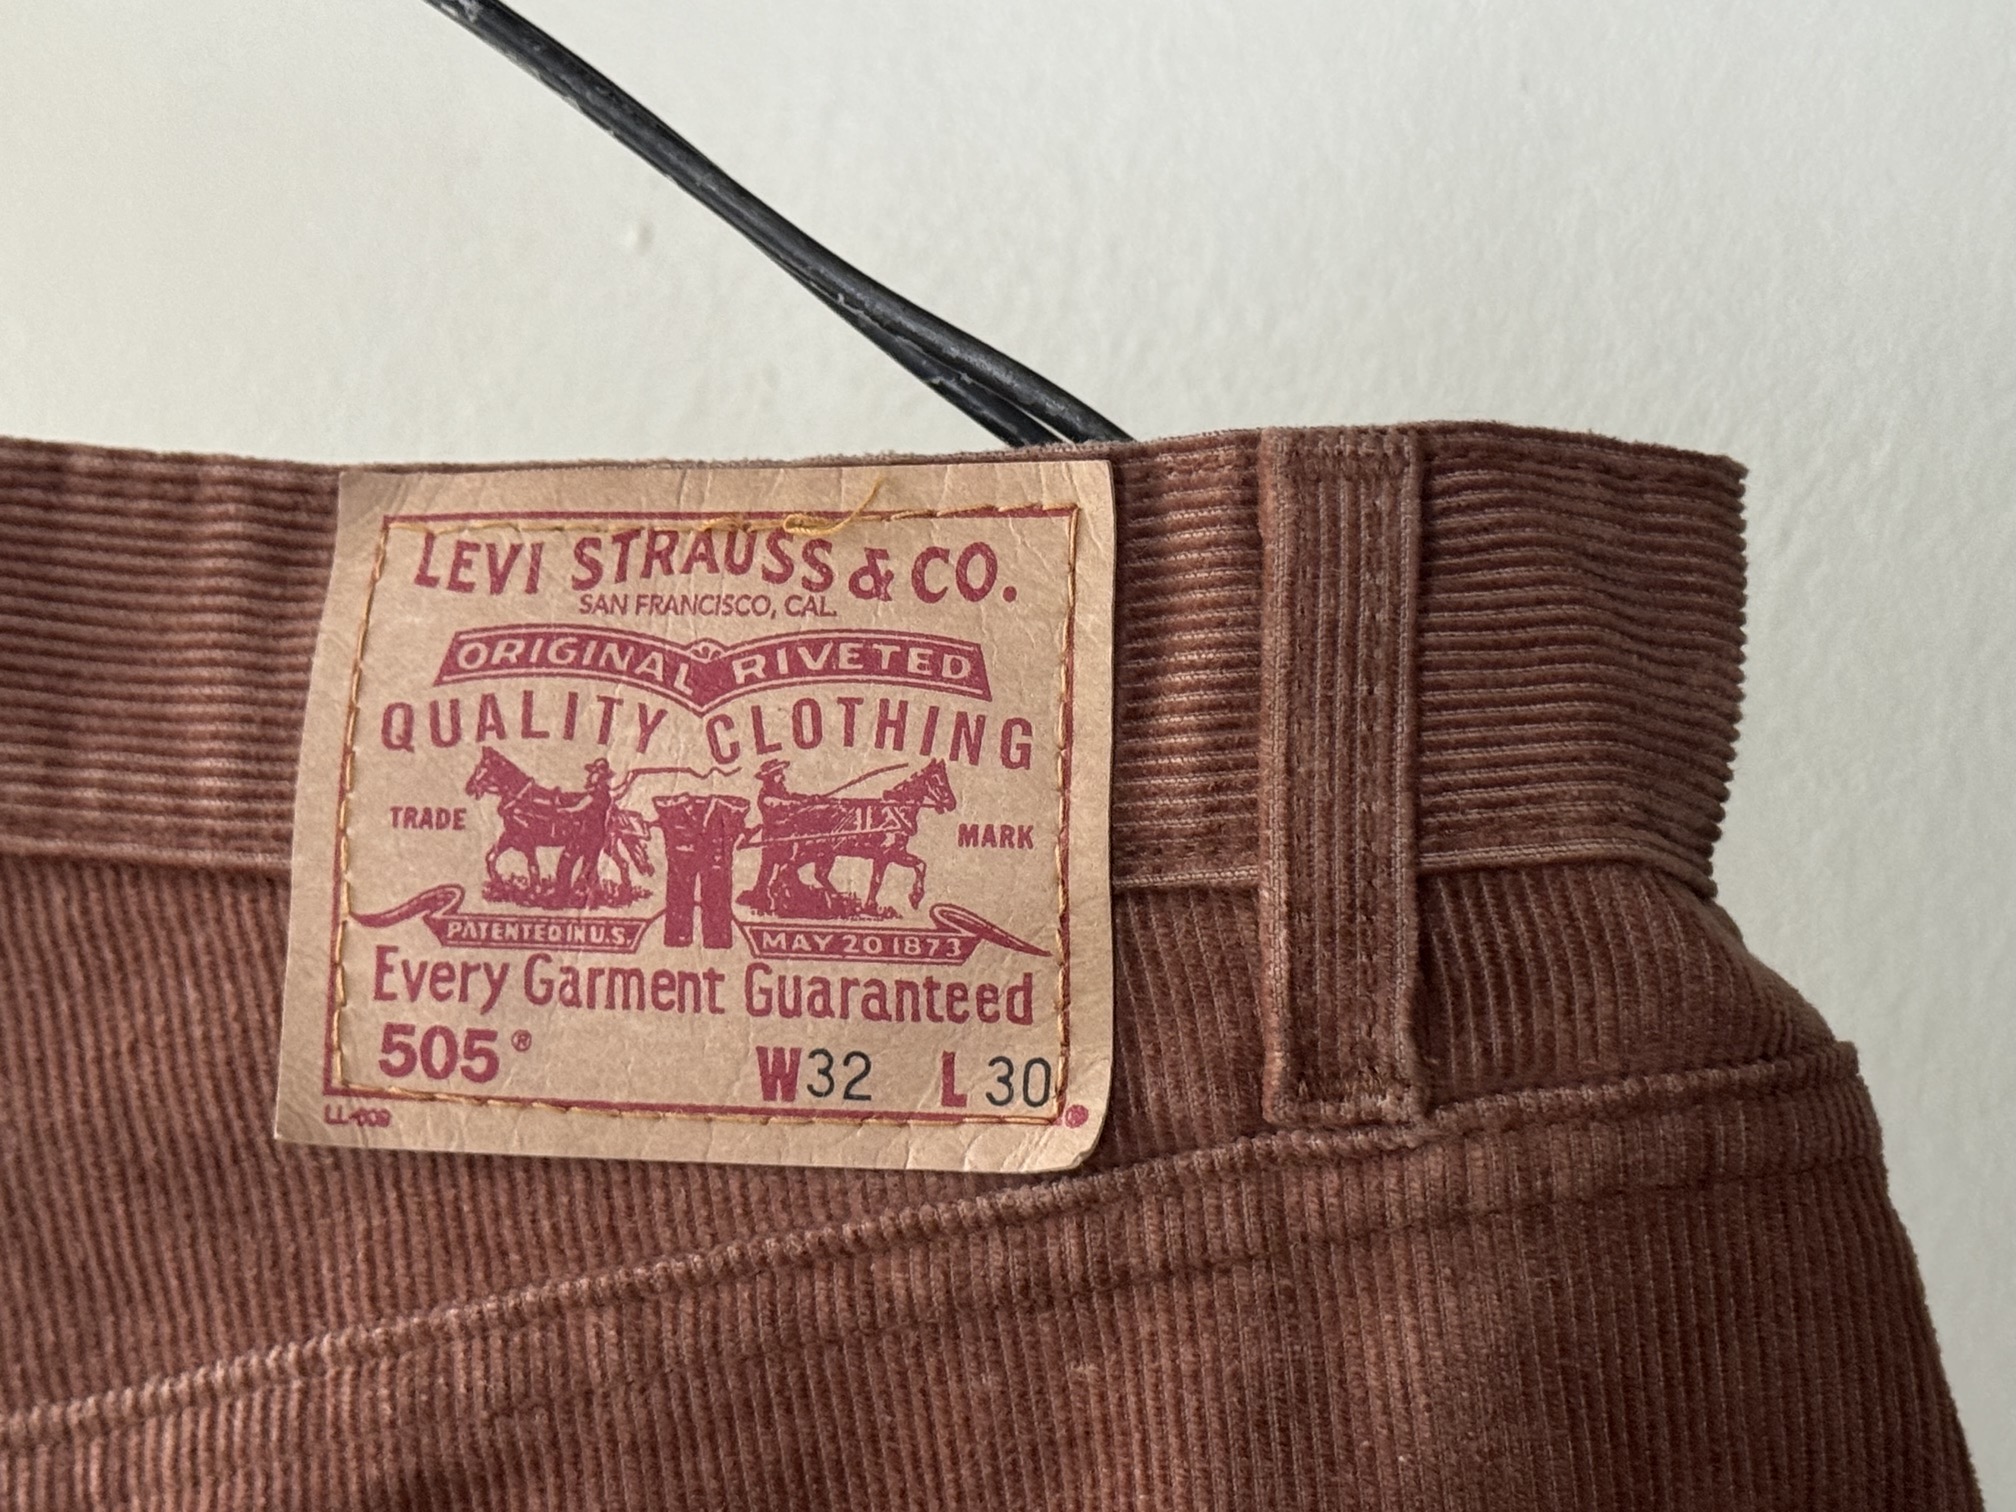 LEVI STRAUSS & CO.
SAN FRANCISCO, CAL.
ORIGINAL RIVETED
QUALITY CLOTHING
TRADE MARK
PATENTED IN U.S. MAY 20 1873
Every Garment Guaranteed
505® W32 L 30